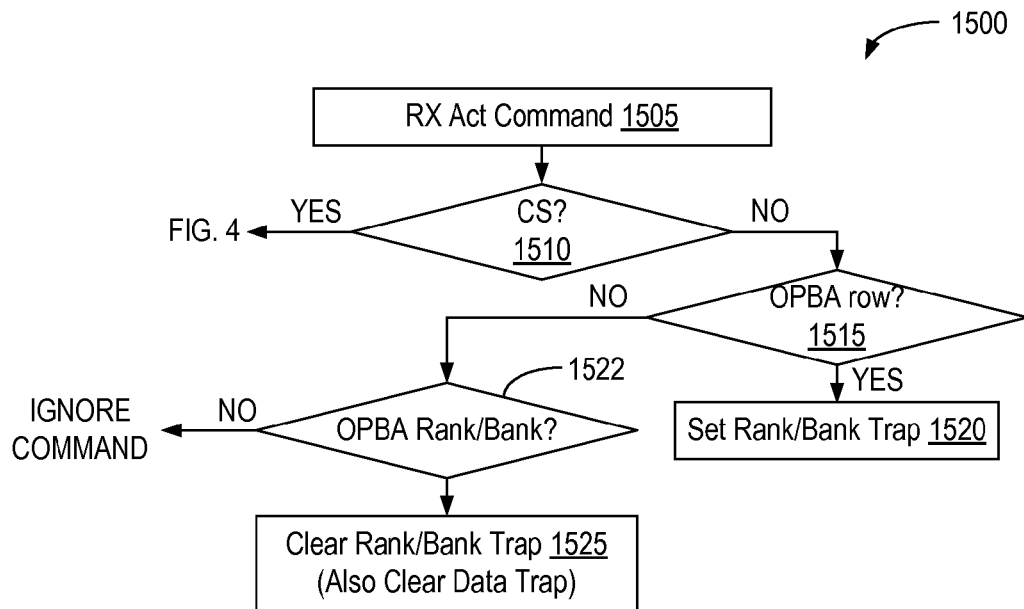 1500
RX Act Command 1505
YES
CS?
NO
FIG. 4
1510
NO
OPBA row?
1515
1522
YES
IGNORE
COMMAND
NO
OPBA Rank/Bank?
Set Rank/Bank Trap 1520
Clear Rank/Bank Trap 1525
(Also Clear Data Trap)